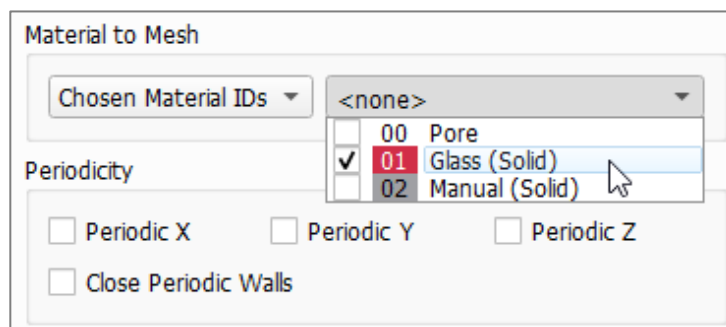 Material to Mesh
Chosen Material IDs <none>
00 Pore
01 Glass (Solid)
02 Manual (Solid)
Periodicity
Periodic X Periodic Y Periodic Z
Close Periodic Walls